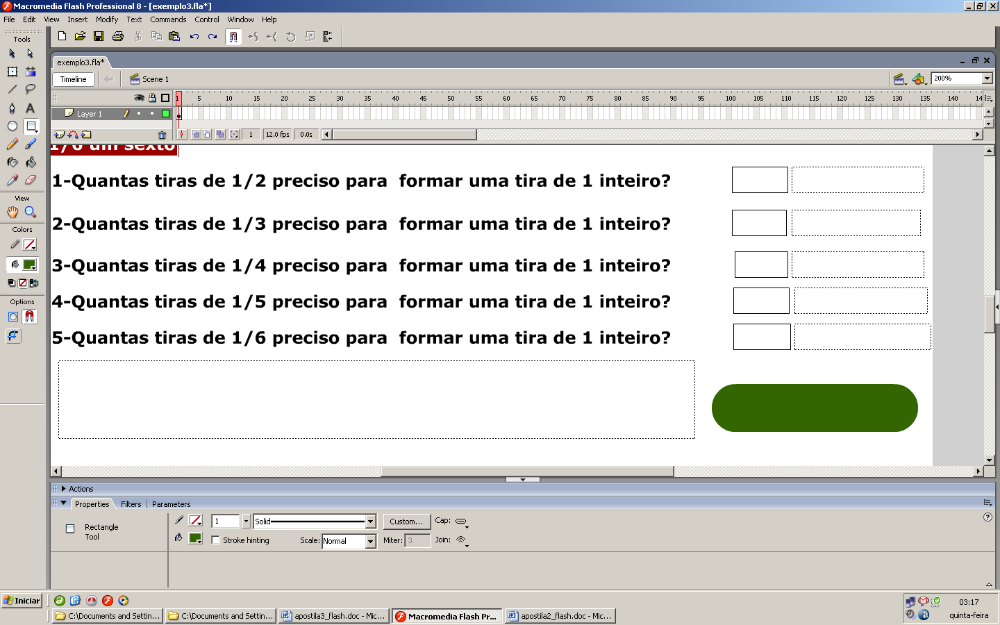 Macromedia Flash Professional 8 - [exemplo3.fla*]
File Edit View Insert Modify Text Commands Control Window Help
Tools
exemplo3.fla*
Timeline Scene 1 200%
1 5 10 15 20 25 30 35 40 45 50 55 60 65 70 75 80 85 90 95 100 105 110 115 120 125 130 135 140 14
Layer 1
1 12.0 fps 0.0s
1/6 um sexto
1-Quantas tiras de 1/2 preciso para formar uma tira de 1 inteiro?
2-Quantas tiras de 1/3 preciso para formar uma tira de 1 inteiro?
3-Quantas tiras de 1/4 preciso para formar uma tira de 1 inteiro?
4-Quantas tiras de 1/5 preciso para formar uma tira de 1 inteiro?
5-Quantas tiras de 1/6 preciso para formar uma tira de 1 inteiro?
View
Colors
Options
Actions
Properties Filters Parameters
Rectangle
Tool
1 Solid Custom... Cap:
Stroke hinting Scale: Normal Miter: 3 Join:
Iniciar
C:\Documents and Settin... C:\Documents and Settin... apostila3_flash.doc - Mic... Macromedia Flash Pr... apostila2_flash.doc - Mic...
03:17
quinta-feira